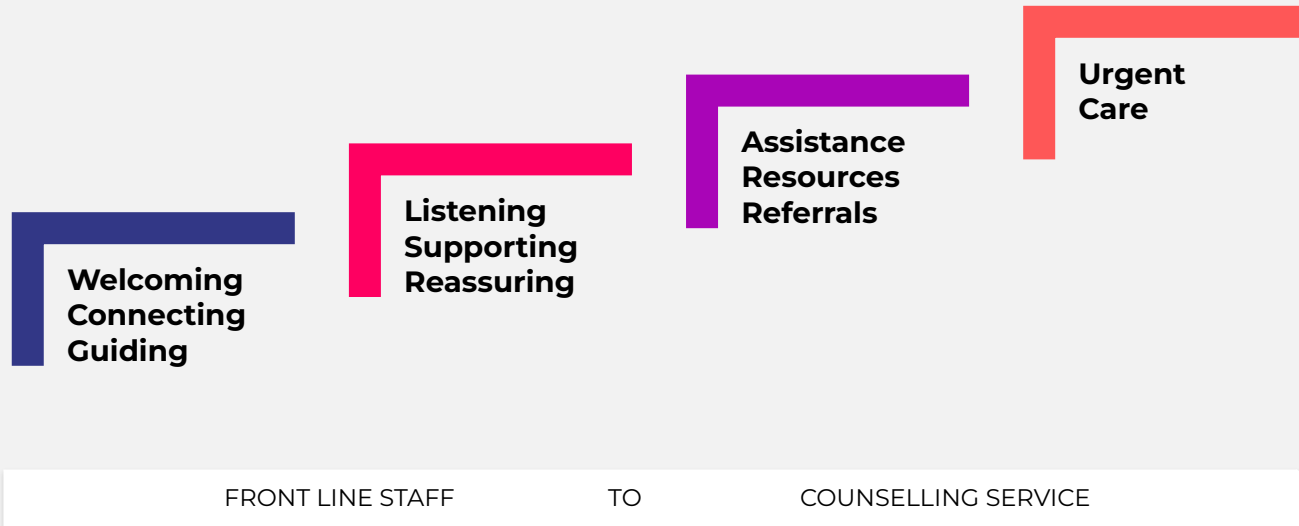 Welcoming
Connecting
Guiding
Listening
Supporting
Reassuring
Assistance
Resources
Referrals
Urgent
Care
FRONT LINE STAFF TO COUNSELLING SERVICE